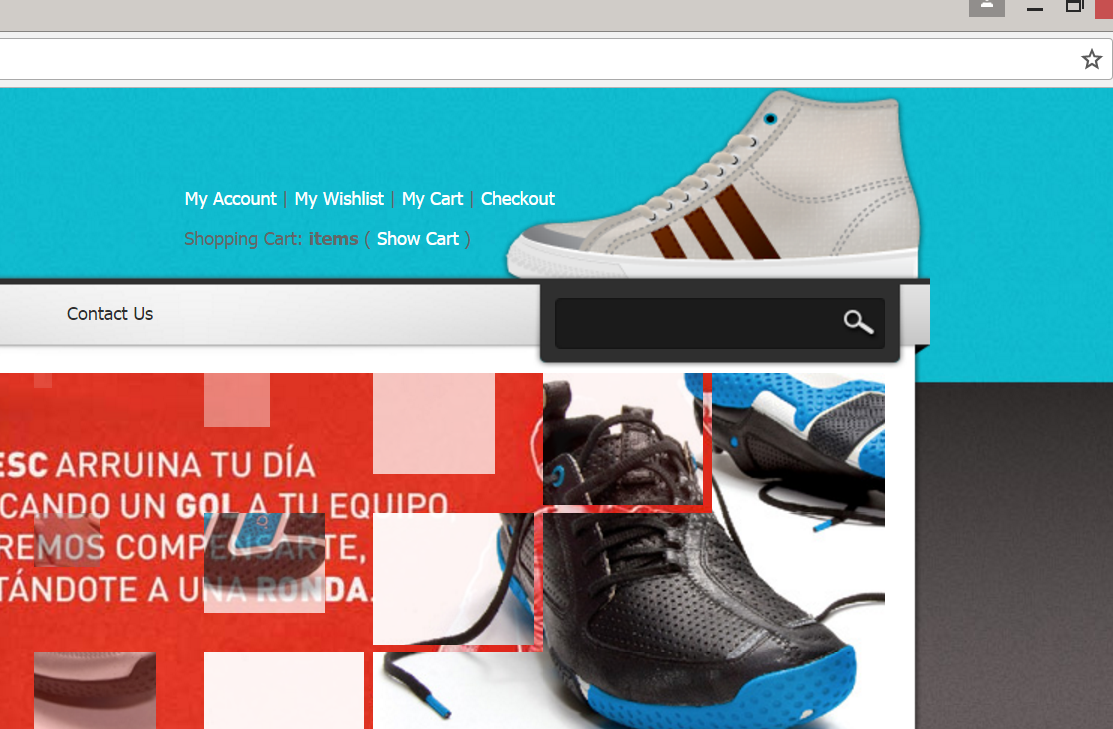 My Account | My Wishlist | My Cart | Checkout
Shopping Cart: items ( Show Cart )
Contact Us
ESC ARRUINA TU DÍA
CANDO UN GOL A TU EQUIPO
REMOS COMPENSARTE,
TÁNDOTE A UNA RONDA.